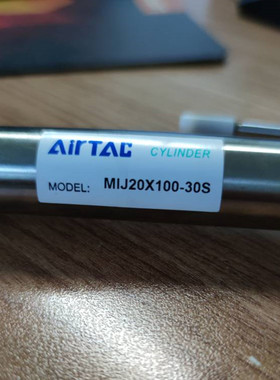 AirTAC CYLINDER
MODEL: MIJ20X100-30S